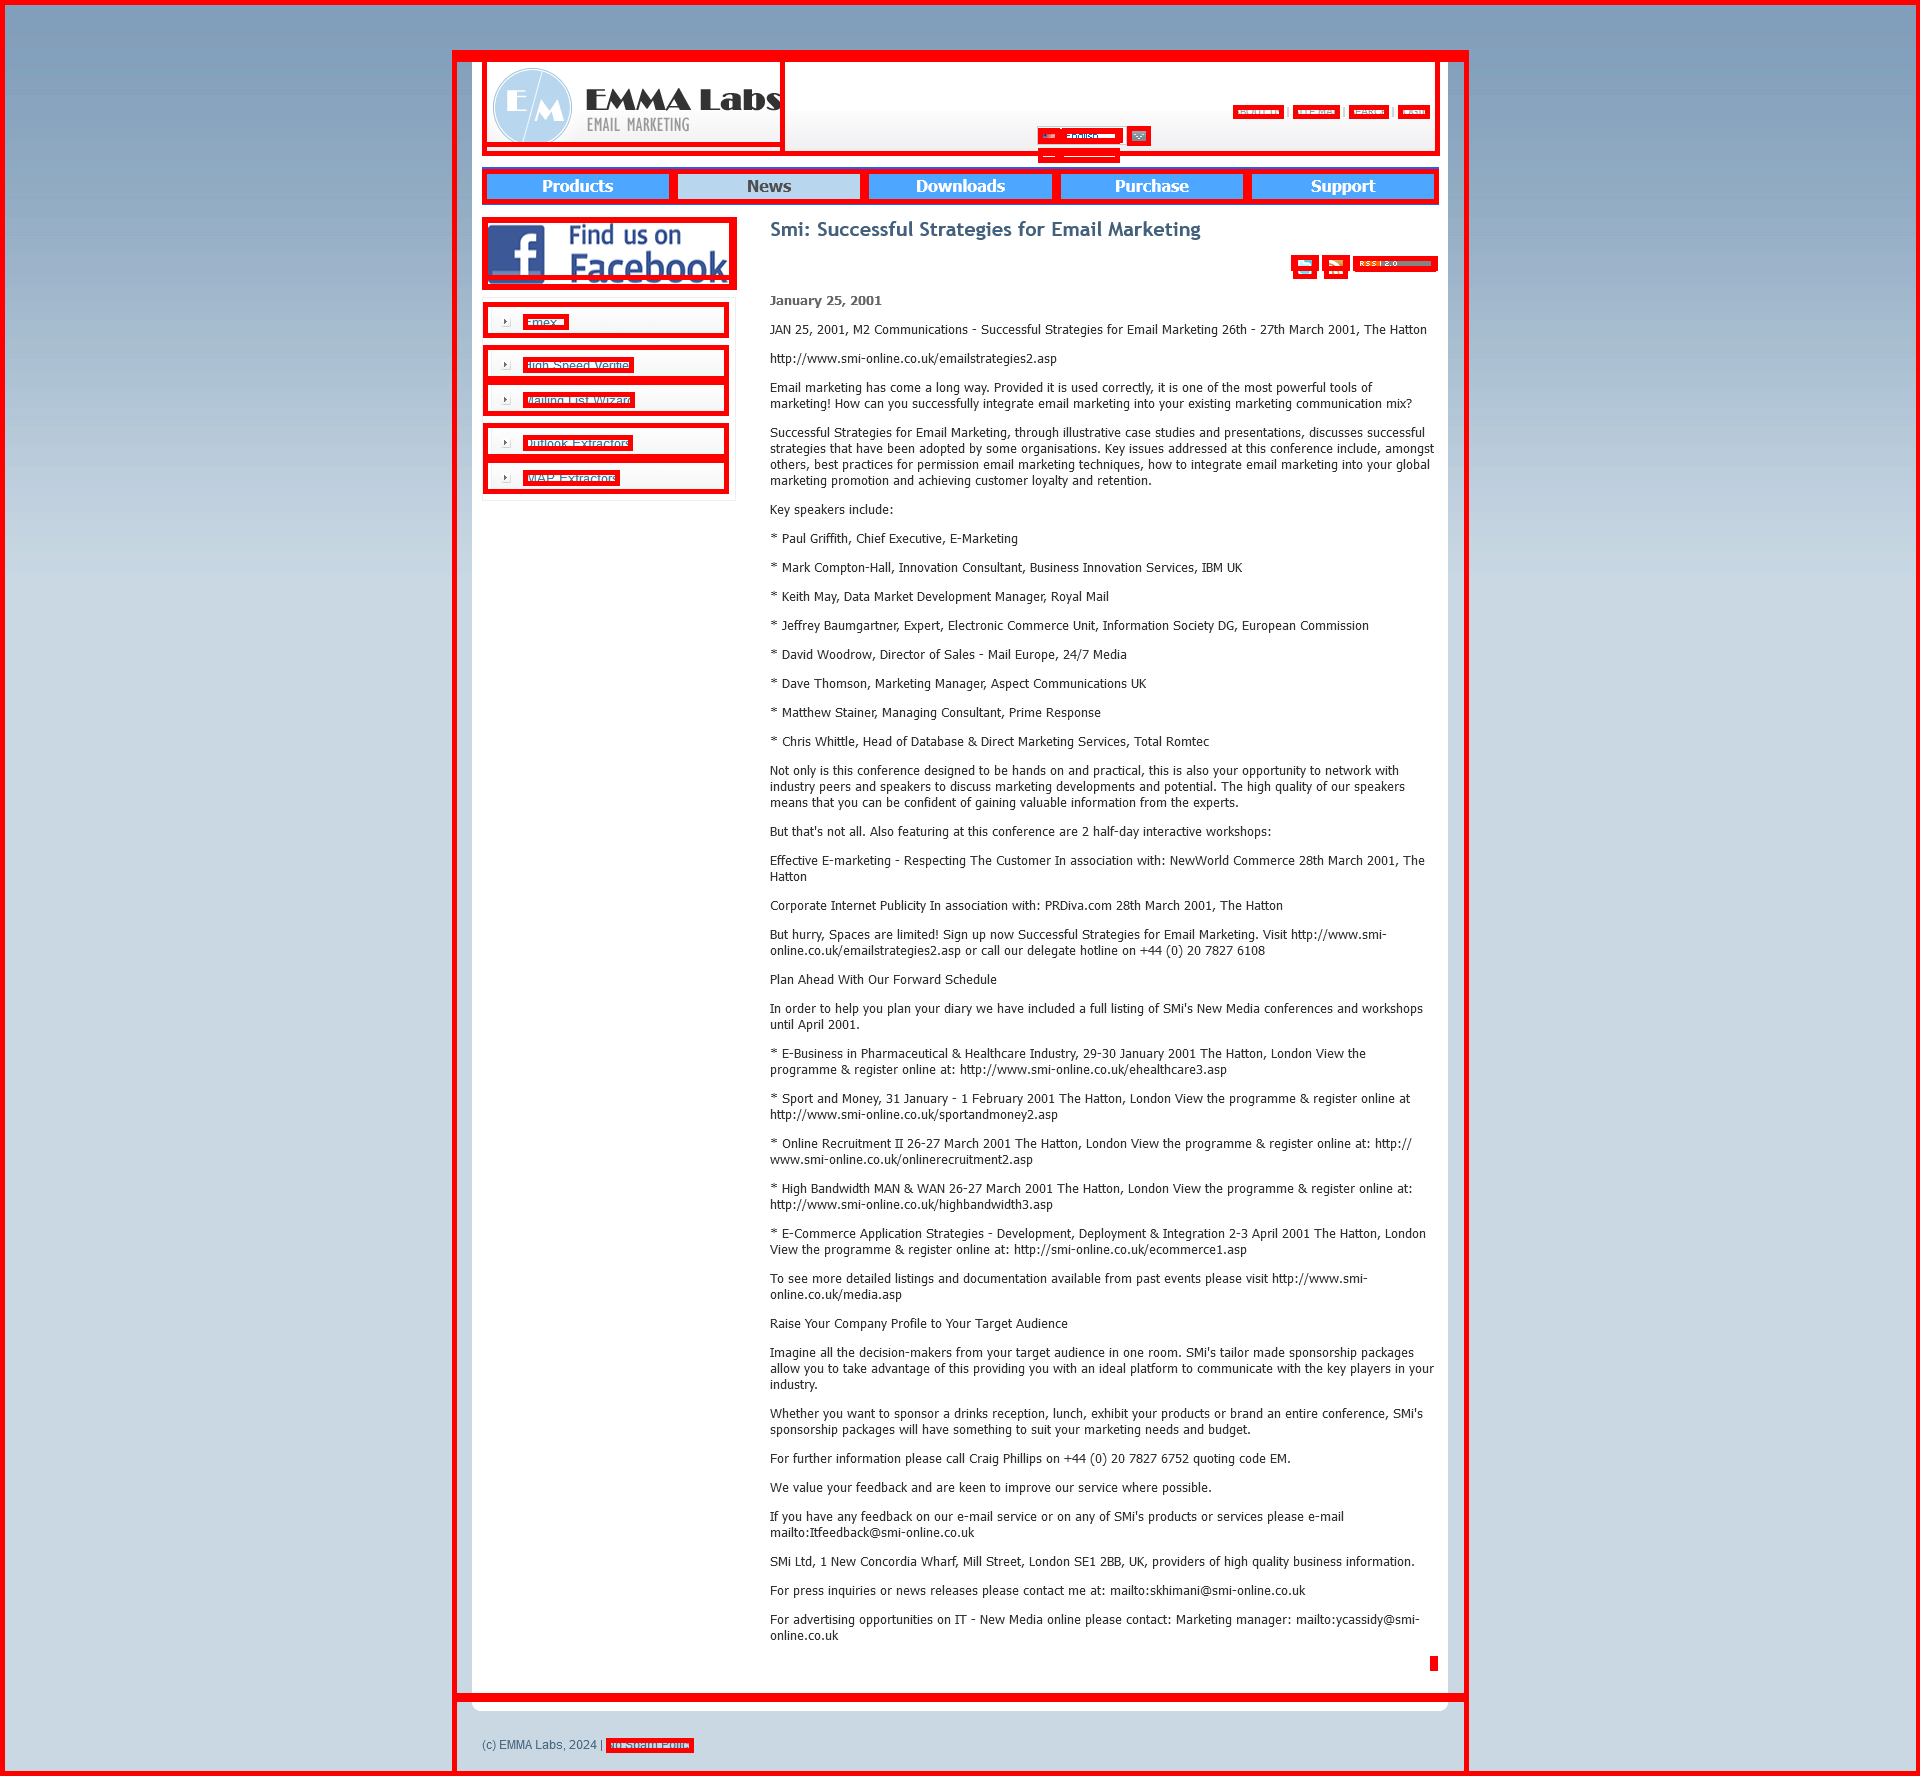 EM EMMA Labs
EMAIL MARKETING
English
Products News Downloads Purchase Support
Find us on
Facebook
Emex
High Speed Verifier
Mailing List Wizard
Outlook Extractors
IMAP Extractors
Smi: Successful Strategies for Email Marketing
RSS 2.0
January 25, 2001
JAN 25, 2001, M2 Communications - Successful Strategies for Email Marketing 26th - 27th March 2001, The Hatton
http://www.smi-online.co.uk/emailstrategies2.asp
Email marketing has come a long way. Provided it is used correctly, it is one of the most powerful tools of
marketing! How can you successfully integrate email marketing into your existing marketing communication mix?
Successful Strategies for Email Marketing, through illustrative case studies and presentations, discusses successful
strategies that have been adopted by some organisations. Key issues addressed at this conference include, amongst
others, best practices for permission email marketing techniques, how to integrate email marketing into your global
marketing promotion and achieving customer loyalty and retention.
Key speakers include:
* Paul Griffith, Chief Executive, E-Marketing
* Mark Compton-Hall, Innovation Consultant, Business Innovation Services, IBM UK
* Keith May, Data Market Development Manager, Royal Mail
* Jeffrey Baumgartner, Expert, Electronic Commerce Unit, Information Society DG, European Commission
* David Woodrow, Director of Sales - Mail Europe, 24/7 Media
* Dave Thomson, Marketing Manager, Aspect Communications UK
* Matthew Stainer, Managing Consultant, Prime Response
* Chris Whittle, Head of Database & Direct Marketing Services, Total Romtec
Not only is this conference designed to be hands on and practical, this is also your opportunity to network with
industry peers and speakers to discuss marketing developments and potential. The high quality of our speakers
means that you can be confident of gaining valuable information from the experts.
But that's not all. Also featuring at this conference are 2 half-day interactive workshops:
Effective E-marketing - Respecting The Customer In association with: NewWorld Commerce 28th March 2001, The
Hatton
Corporate Internet Publicity In association with: PRDiva.com 28th March 2001, The Hatton
But hurry, Spaces are limited! Sign up now Successful Strategies for Email Marketing. Visit http://www.smi-
online.co.uk/emailstrategies2.asp or call our delegate hotline on +44 (0) 20 7827 6108
Plan Ahead With Our Forward Schedule
In order to help you plan your diary we have included a full listing of SMi's New Media conferences and workshops
until April 2001.
* E-Business in Pharmaceutical & Healthcare Industry, 29-30 January 2001 The Hatton, London View the
programme & register online at: http://www.smi-online.co.uk/ehealthcare3.asp
* Sport and Money, 31 January - 1 February 2001 The Hatton, London View the programme & register online at
http://www.smi-online.co.uk/sportandmoney2.asp
* Online Recruitment II 26-27 March 2001 The Hatton, London View the programme & register online at: http://
www.smi-online.co.uk/onlinerecruitment2.asp
* High Bandwidth MAN & WAN 26-27 March 2001 The Hatton, London View the programme & register online at:
http://www.smi-online.co.uk/highbandwidth3.asp
* E-Commerce Application Strategies - Development, Deployment & Integration 2-3 April 2001 The Hatton, London
View the programme & register online at: http://smi-online.co.uk/ecommerce1.asp
To see more detailed listings and documentation available from past events please visit http://www.smi-
online.co.uk/media.asp
Raise Your Company Profile to Your Target Audience
Imagine all the decision-makers from your target audience in one room. SMi's tailor made sponsorship packages
allow you to take advantage of this providing you with an ideal platform to communicate with the key players in your
industry.
Whether you want to sponsor a drinks reception, lunch, exhibit your products or brand an entire conference, SMi's
sponsorship packages will have something to suit your marketing needs and budget.
For further information please call Craig Phillips on +44 (0) 20 7827 6752 quoting code EM.
We value your feedback and are keen to improve our service where possible.
If you have any feedback on our e-mail service or on any of SMi's products or services please e-mail
mailto:Itfeedback@smi-online.co.uk
SMi Ltd, 1 New Concordia Wharf, Mill Street, London SE1 2BB, UK, providers of high quality business information.
For press inquiries or news releases please contact me at: mailto:skhimani@smi-online.co.uk
For advertising opportunities on IT - New Media online please contact: Marketing manager: mailto:ycassidy@smi-
online.co.uk
(c) EMMA Labs, 2024 | No Spam Policy